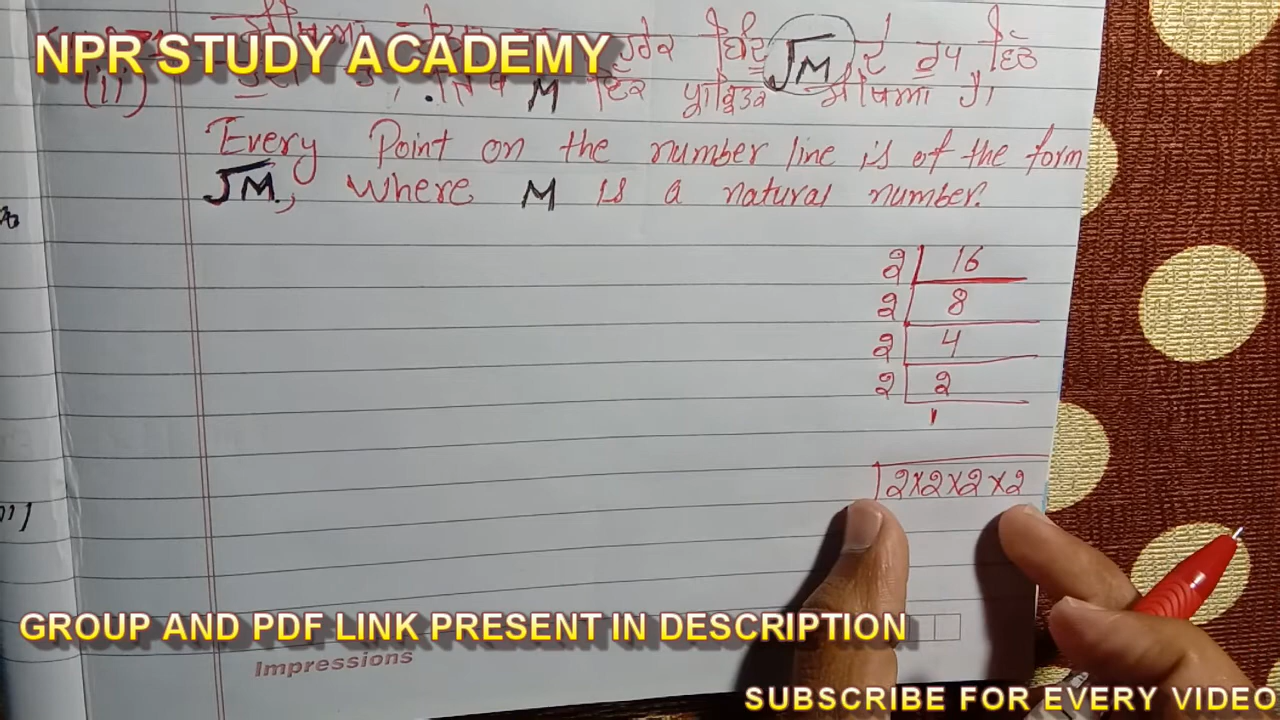 NPR STUDY ACADEMY
ਹਰੇਕ ਬਿੰਦੂ √M ਦੇ ਰੂਪ ਵਿੱਚ
(ii) M ਇੱਕ ਪ੍ਰਾਕ੍ਰਿਤਕ ਸੰਖਿਆ ਹੈ।
Every Point on the number line is of the form
√M, where M is a natural number.
2 16
2 8
2 4
2 2
1
√2×2×2×2
GROUP AND PDF LINK PRESENT IN DESCRIPTION
Impressions
SUBSCRIBE FOR EVERY VIDEO